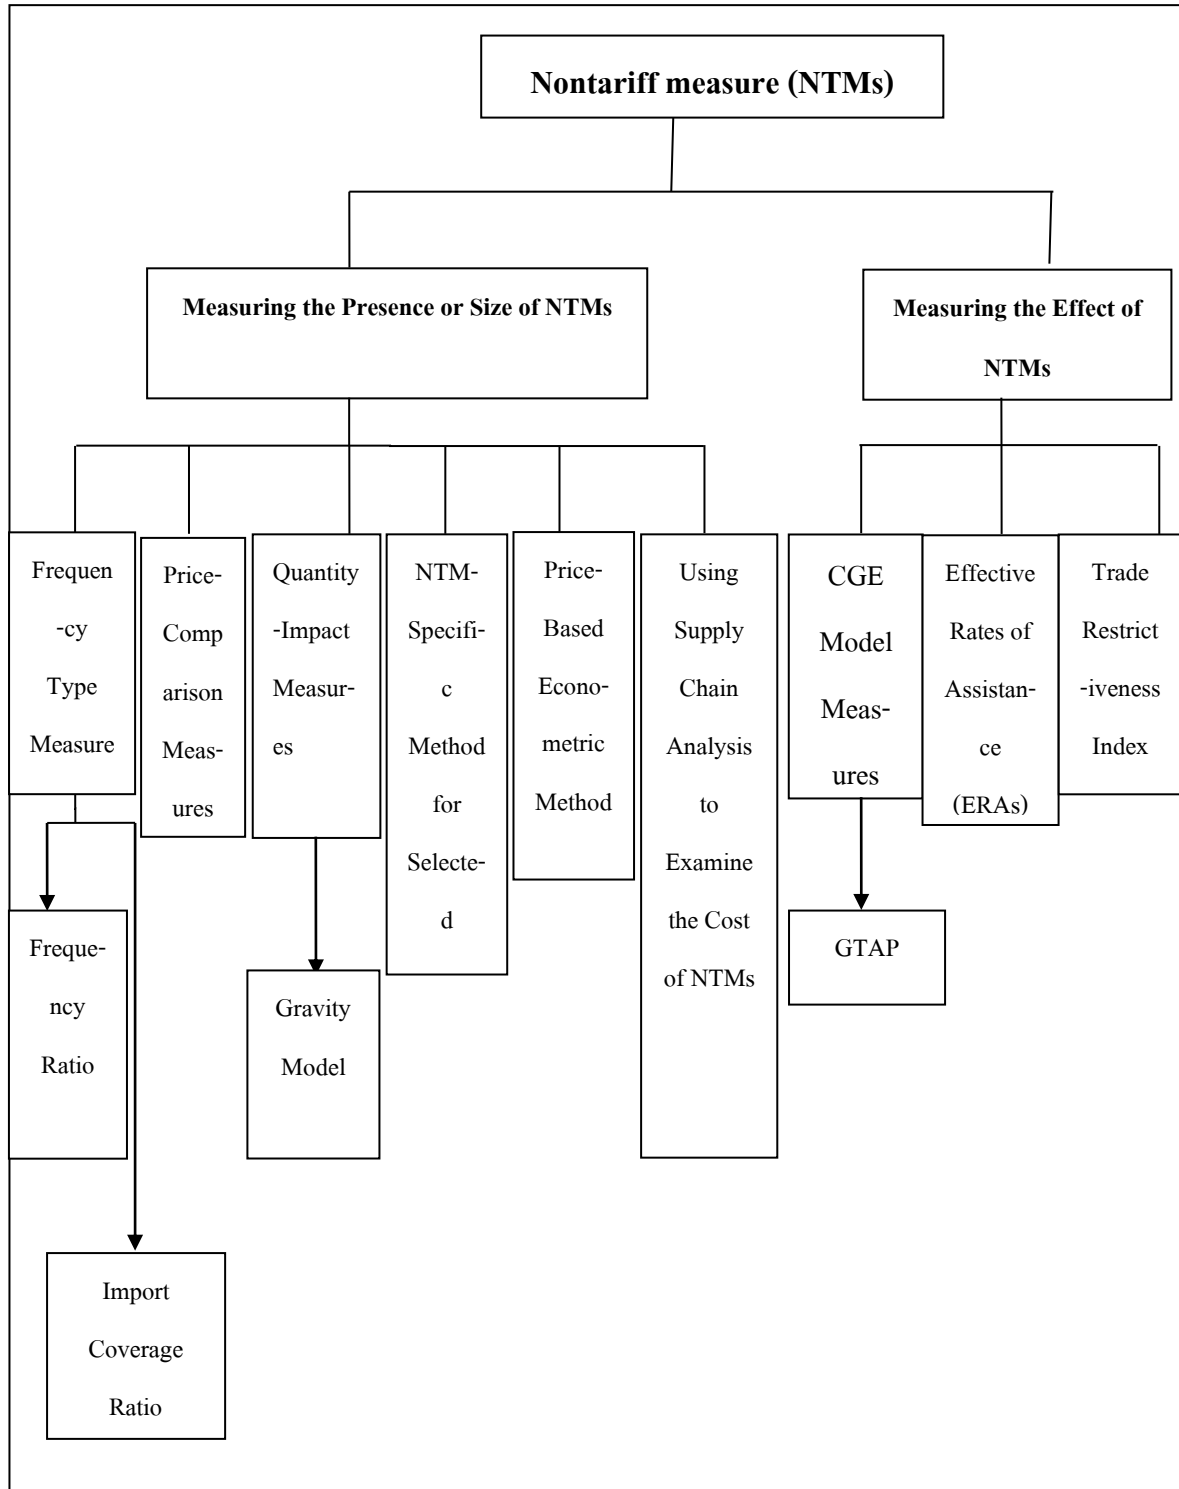 Nontariff measure (NTMs)
Measuring the Presence or Size of NTMs
Measuring the Effect of
NTMs
Frequen
-cy
Type
Measure
Price-
Comp
arison
Meas-
ures
Quantity
-Impact
Measur-
es
NTM-
Specifi-
c
Method
for
Selecte-
d
Price-
Based
Econo-
metric
Method
Using
Supply
Chain
Analysis
to
Examine
the Cost
of NTMs
CGE
Model
Meas-
ures
Effective
Rates of
Assistan-
ce
(ERAs)
Trade
Restrict
-iveness
Index
Freque-
ncy
Ratio
Gravity
Model
GTAP
Import
Coverage
Ratio